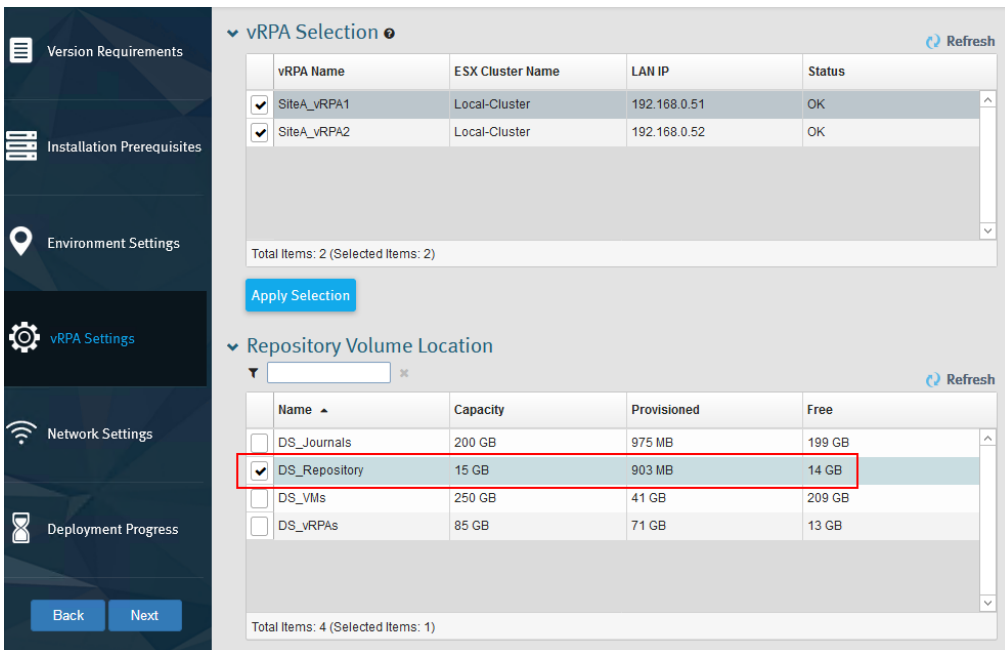 Version Requirements
Installation Prerequisites
Environment Settings
vRPA Settings
Network Settings
Deployment Progress
Back Next
vRPA Selection ?
Refresh
vRPA Name ESX Cluster Name LAN IP Status
SiteA_vRPA1 Local-Cluster 192.168.0.51 OK
SiteA_vRPA2 Local-Cluster 192.168.0.52 OK
Total Items: 2 (Selected Items: 2)
Apply Selection
Repository Volume Location
Refresh
Name Capacity Provisioned Free
DS_Journals 200 GB 975 MB 199 GB
DS_Repository 15 GB 903 MB 14 GB
DS_VMs 250 GB 41 GB 209 GB
DS_vRPAs 85 GB 71 GB 13 GB
Total Items: 4 (Selected Items: 1)